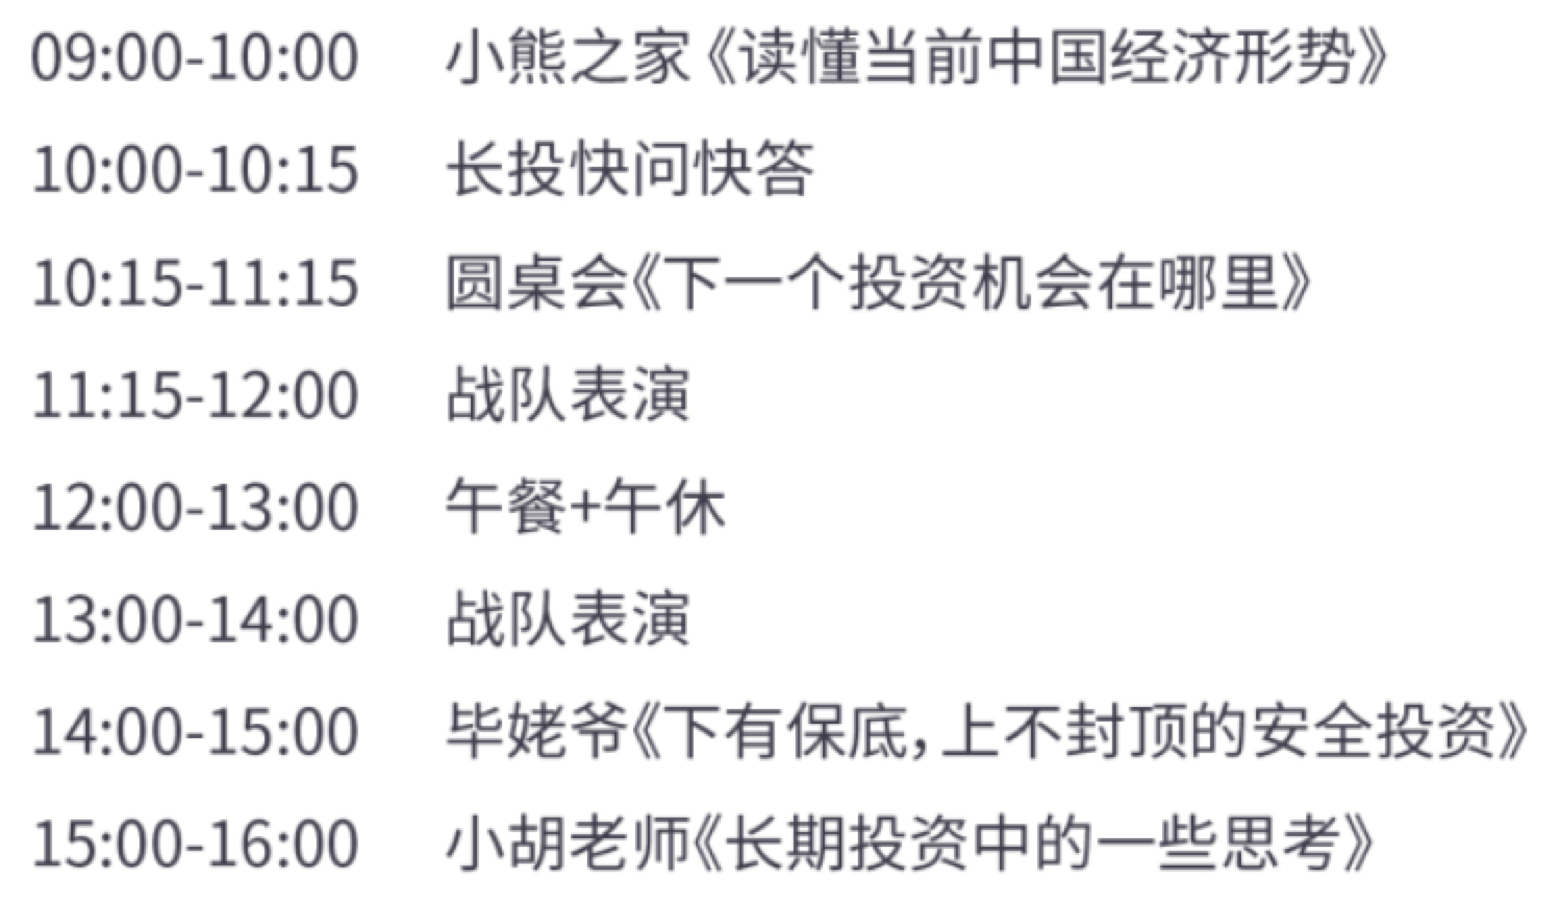 09:00-10:00 小熊之家《读懂当前中国经济形势》
10:00-10:15 长投快问快答
10:15-11:15 圆桌会《下一个投资机会在哪里》
11:15-12:00 战队表演
12:00-13:00 午餐+午休
13:00-14:00 战队表演
14:00-15:00 毕姥爷《下有保底，上不封顶的安全投资》
15:00-16:00 小胡老师《长期投资中的一些思考》